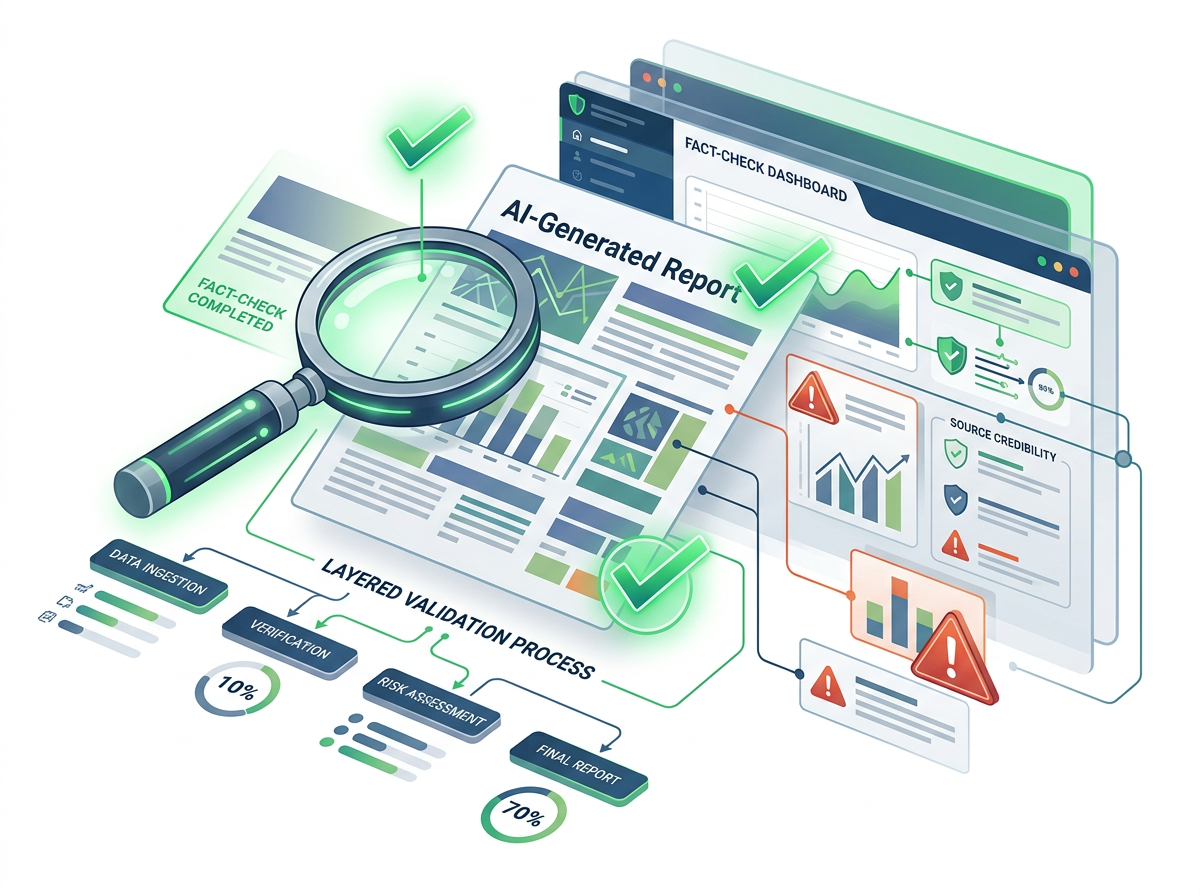 FACT-CHECK DASHBOARD
AI-Generated Report
FACT-CHECK
COMPLETED
SOURCE CREDIBILITY
LAYERED VALIDATION PROCESS
DATA INGESTION
VERIFICATION
10%
RISK ASSESSMENT
FINAL REPORT
70%